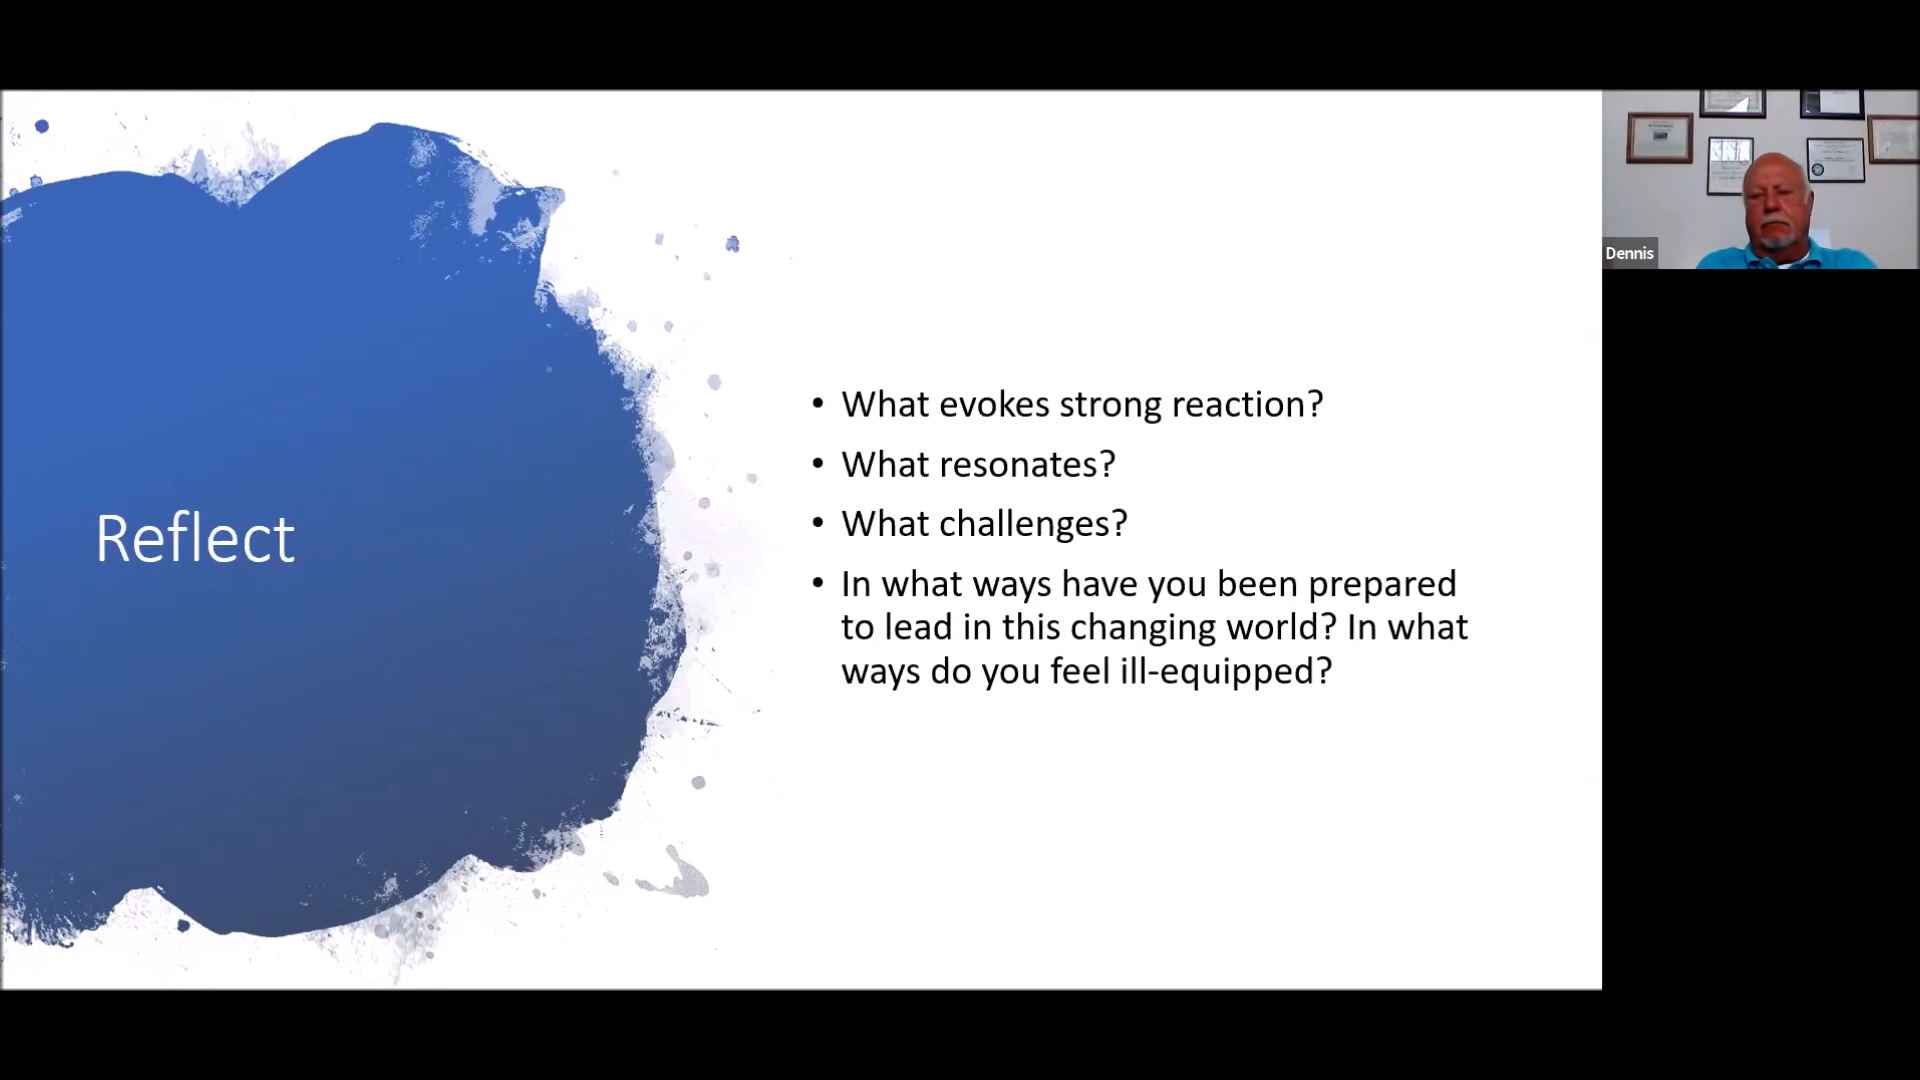 Reflect
• What evokes strong reaction?
• What resonates?
• What challenges?
• In what ways have you been prepared
to lead in this changing world? In what
ways do you feel ill-equipped?
Dennis